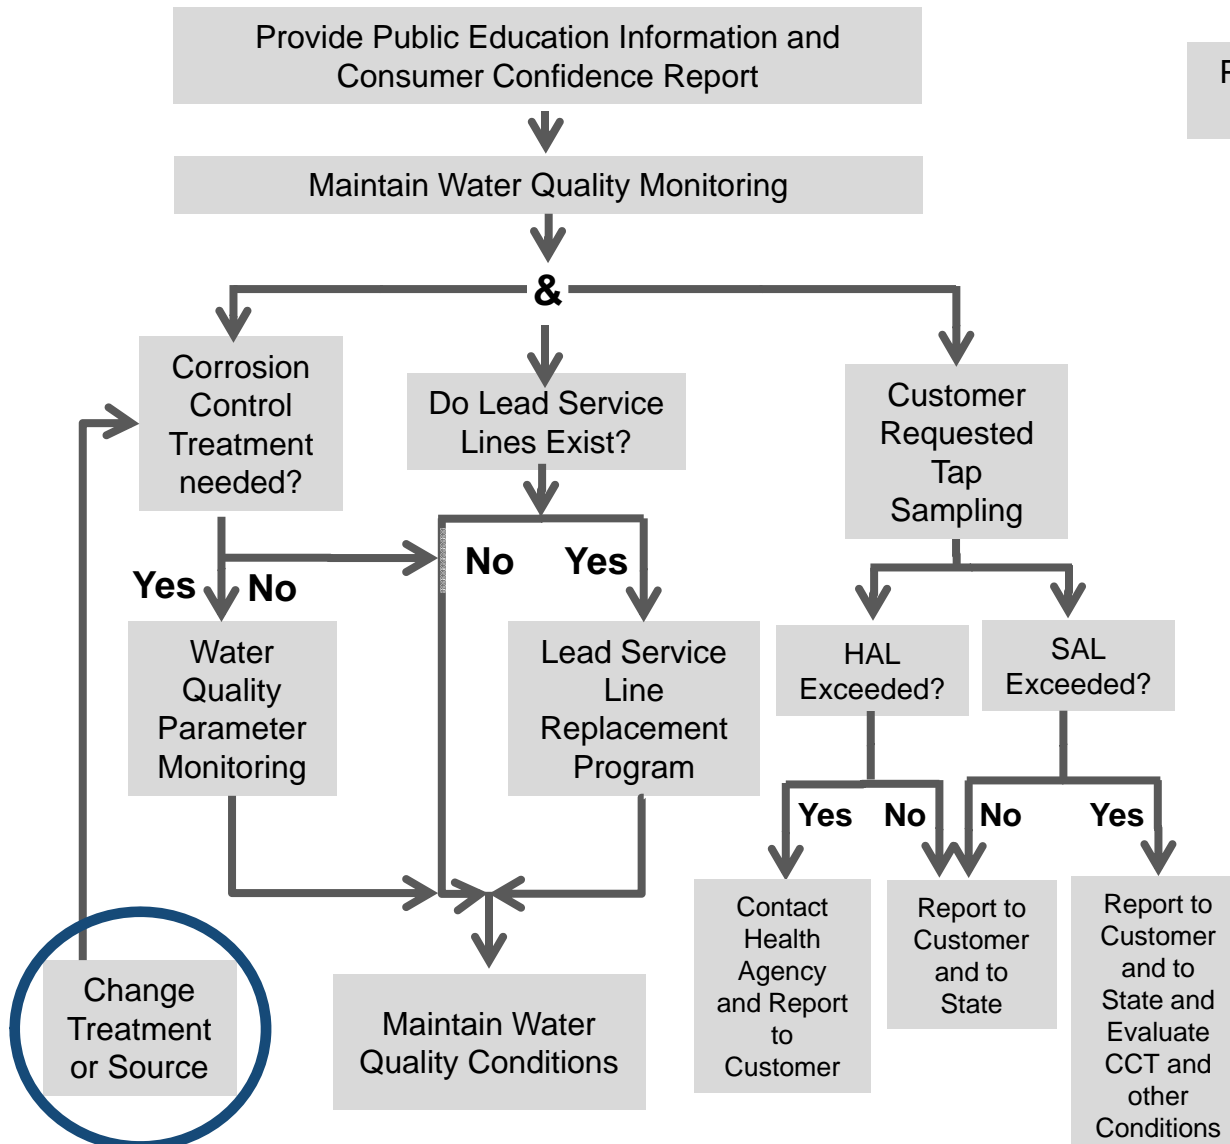 Provide Public Education Information and
Consumer Confidence Report
P
Maintain Water Quality Monitoring
&
Corrosion
Control
Treatment
needed?
Do Lead Service
Lines Exist?
Customer
Requested
Tap
Sampling
Yes No
No Yes
Water
Quality
Parameter
Monitoring
Lead Service
Line
Replacement
Program
HAL
Exceeded?
SAL
Exceeded?
Yes No
No Yes
Change
Treatment
or Source
Maintain Water
Quality Conditions
Contact
Health
Agency
and Report
to
Customer
Report to
Customer
and to
State
Report to
Customer
and to
State and
Evaluate
CCT and
other
Conditions